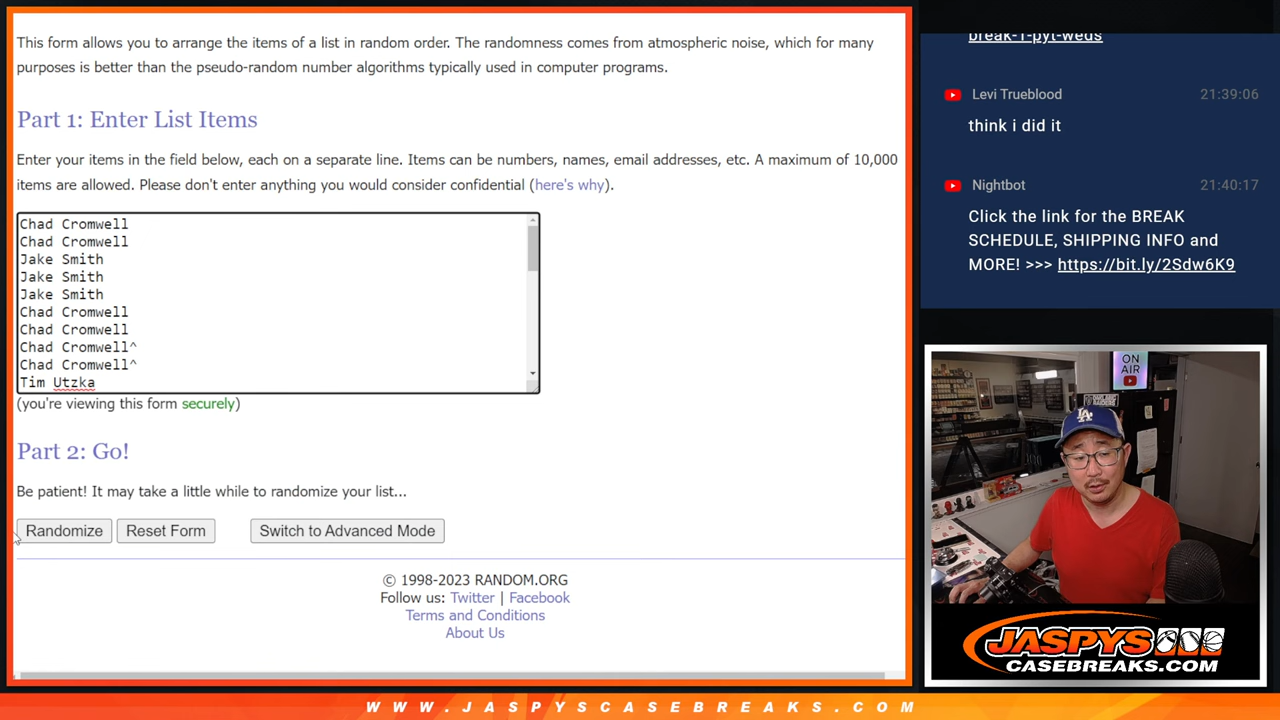 This form allows you to arrange the items of a list in random order. The randomness comes from atmospheric noise, which for many
purposes is better than the pseudo-random number algorithms typically used in computer programs.
Part 1: Enter List Items
Enter your items in the field below, each on a separate line. Items can be numbers, names, email addresses, etc. A maximum of 10,000
items are allowed. Please don't enter anything you would consider confidential (here's why).
Chad Cromwell
Chad Cromwell
Jake Smith
Jake Smith
Jake Smith
Chad Cromwell
Chad Cromwell
Chad Cromwell^
Chad Cromwell^
Tim Utzka
(you're viewing this form securely)
Part 2: Go!
Be patient! It may take a little while to randomize your list...
Randomize Reset Form Switch to Advanced Mode
© 1998-2023 RANDOM.ORG
Follow us: Twitter | Facebook
Terms and Conditions
About Us
break-1-pyt-weds
Levi Trueblood 21:39:06
think i did it
Nightbot 21:40:17
Click the link for the BREAK
SCHEDULE, SHIPPING INFO and
MORE! >>> https://bit.ly/2Sdw6K9
ON
AIR
LA
JASPYS
CASEBREAKS.COM
WWW.JASPYSCASEBREAKS.COM